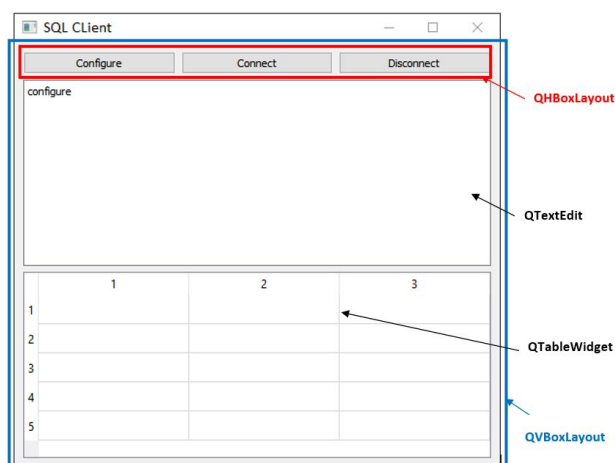 SQL CLient
Configure Connect Disconnect
QHBoxLayout
configure
QTextEdit
1 2 3
1
2
QTableWidget
3
4
5
QVBoxLayout